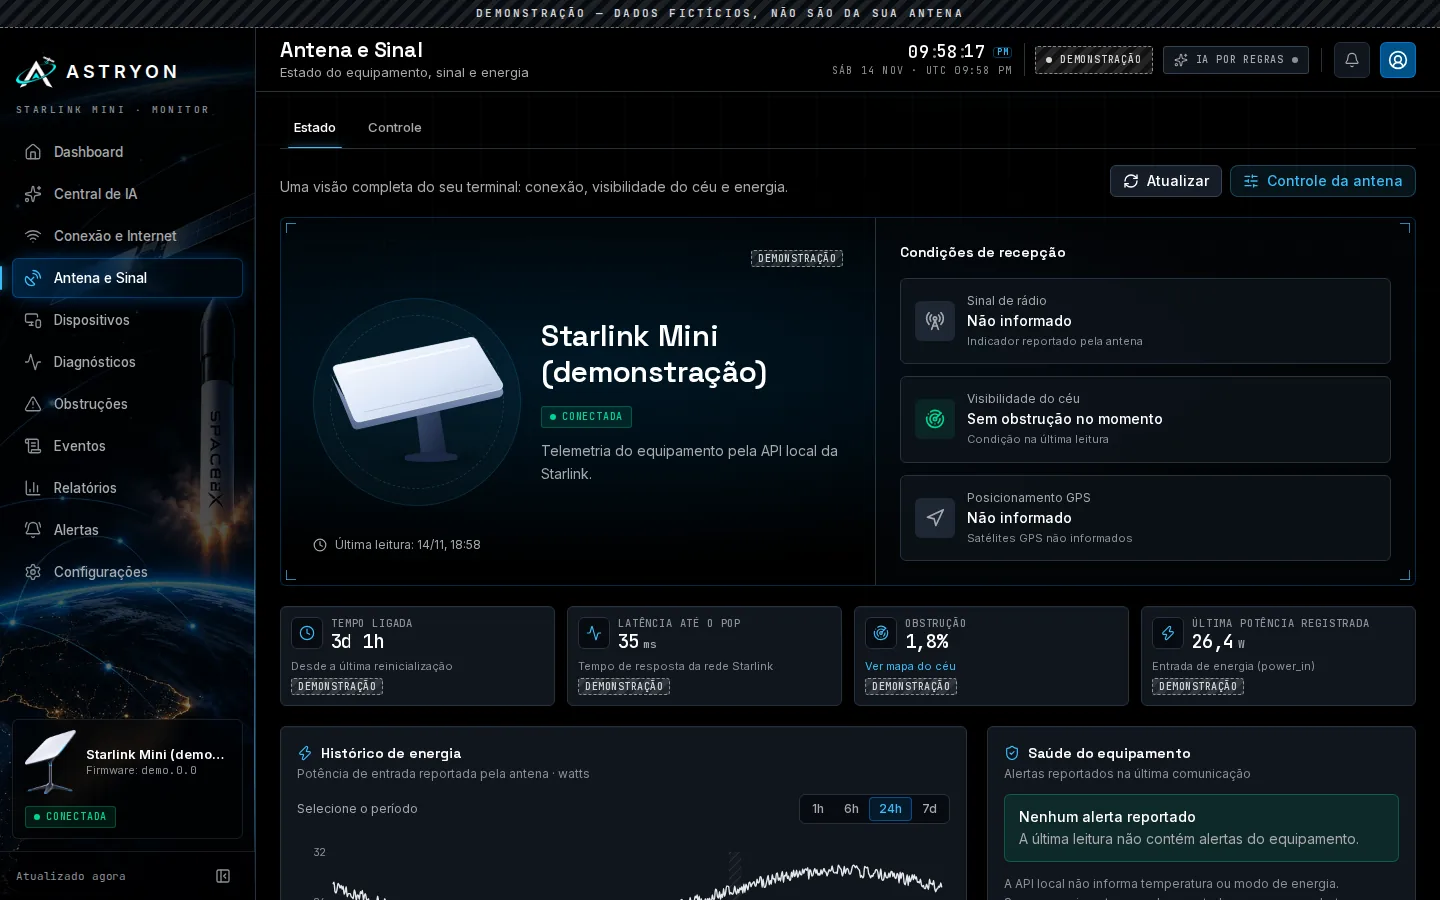 DEMONSTRAÇÃO — DADOS FICTÍCIOS, NÃO SÃO DA SUA ANTENA
ASTRYON
STARLINK MINI · MONITOR
Dashboard
Central de IA
Conexão e Internet
Antena e Sinal
Dispositivos
Diagnósticos
Obstruções
Eventos
Relatórios
Alertas
Configurações
SPACEX
Starlink Mini (demo...
Firmware: demo.0.0
CONECTADA
Atualizado agora
Antena e Sinal
Estado do equipamento, sinal e energia
09:58:17 PM
SÁB 14 NOV · UTC 09:58 PM
DEMONSTRAÇÃO
IA POR REGRAS
Estado
Controle
Uma visão completa do seu terminal: conexão, visibilidade do céu e energia.
Atualizar
Controle da antena
DEMONSTRAÇÃO
Starlink Mini
(demonstração)
CONECTADA
Telemetria do equipamento pela API local da
Starlink.
Última leitura: 14/11, 18:58
Condições de recepção
Sinal de rádio
Não informado
Indicador reportado pela antena
Visibilidade do céu
Sem obstrução no momento
Condição na última leitura
Posicionamento GPS
Não informado
Satélites GPS não informados
TEMPO LIGADA
3d 1h
Desde a última reinicialização
DEMONSTRAÇÃO
LATÊNCIA ATÉ O POP
35 ms
Tempo de resposta da rede Starlink
DEMONSTRAÇÃO
OBSTRUÇÃO
1,8%
Ver mapa do céu
DEMONSTRAÇÃO
ÚLTIMA POTÊNCIA REGISTRADA
26,4 W
Entrada de energia (power_in)
DEMONSTRAÇÃO
Histórico de energia
Potência de entrada reportada pela antena · watts
Selecione o período
1h 6h 24h 7d
32
Saúde do equipamento
Alertas reportados na última comunicação
Nenhum alerta reportado
A última leitura não contém alertas do equipamento.
A API local não informa temperatura ou modo de energia.